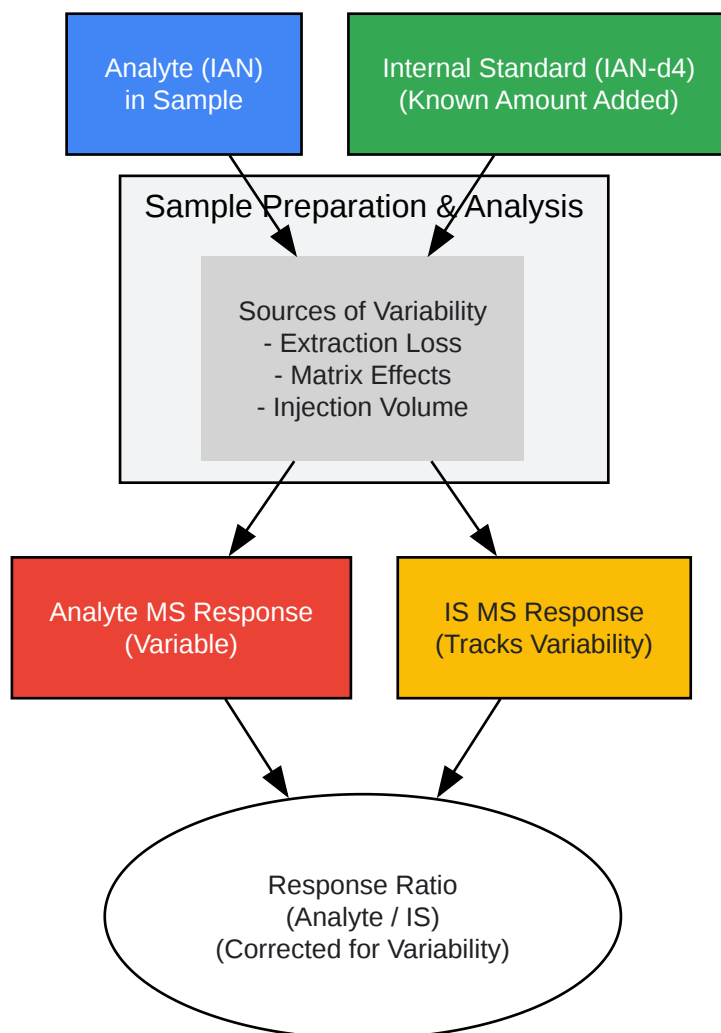 Analyte (IAN)
in Sample
Internal Standard (IAN-d4)
(Known Amount Added)
Sample Preparation & Analysis
Sources of Variability
- Extraction Loss
- Matrix Effects
- Injection Volume
Analyte MS Response
(Variable)
IS MS Response
(Tracks Variability)
Response Ratio
(Analyte / IS)
(Corrected for Variability)